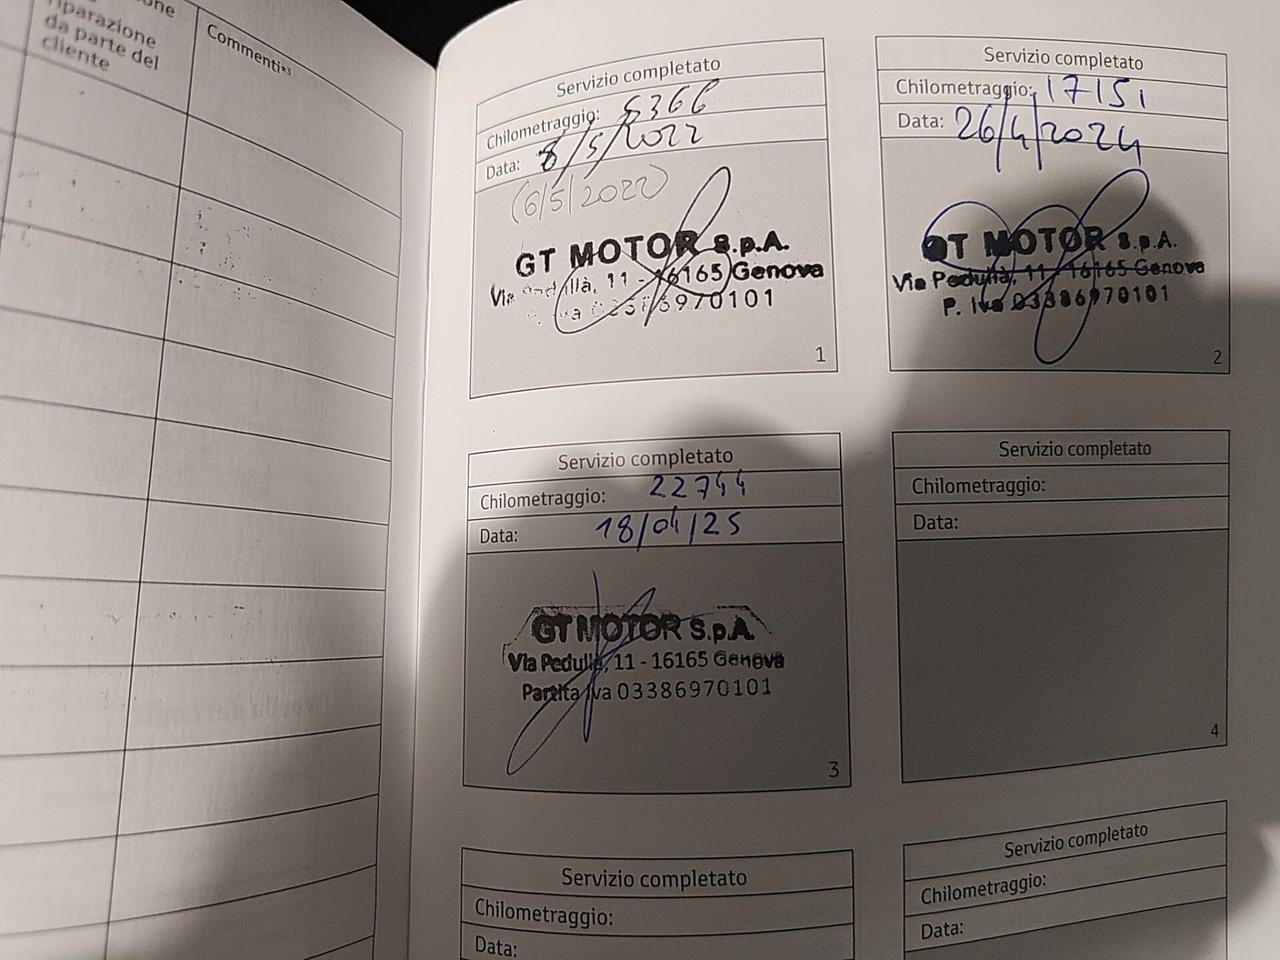 one
riparazione
da parte del
cliente
Commenti*³
Servizio completato
Chilometraggio: 5366
Data: 8/5/2022
(6/5/2022)
GT MOTOR S.p.A.
Via Pedullà, 11 - 16165 Genova
6970101
1
Servizio completato
Chilometraggio: 17151
Data: 26/4/2024
GT MOTOR S.p.A.
Via Pedullà, 11 - 16165 Genova
P. Iva 03386970101
2
Servizio completato
Chilometraggio: 22744
Data: 18/04/25
GT MOTOR S.p.A.
Via Pedullà, 11 - 16165 Genova
Partita Iva 03386970101
3
Servizio completato
Chilometraggio:
Data:
4
Servizio completato
Chilometraggio:
Data:
Servizio completato
Chilometraggio:
Data: